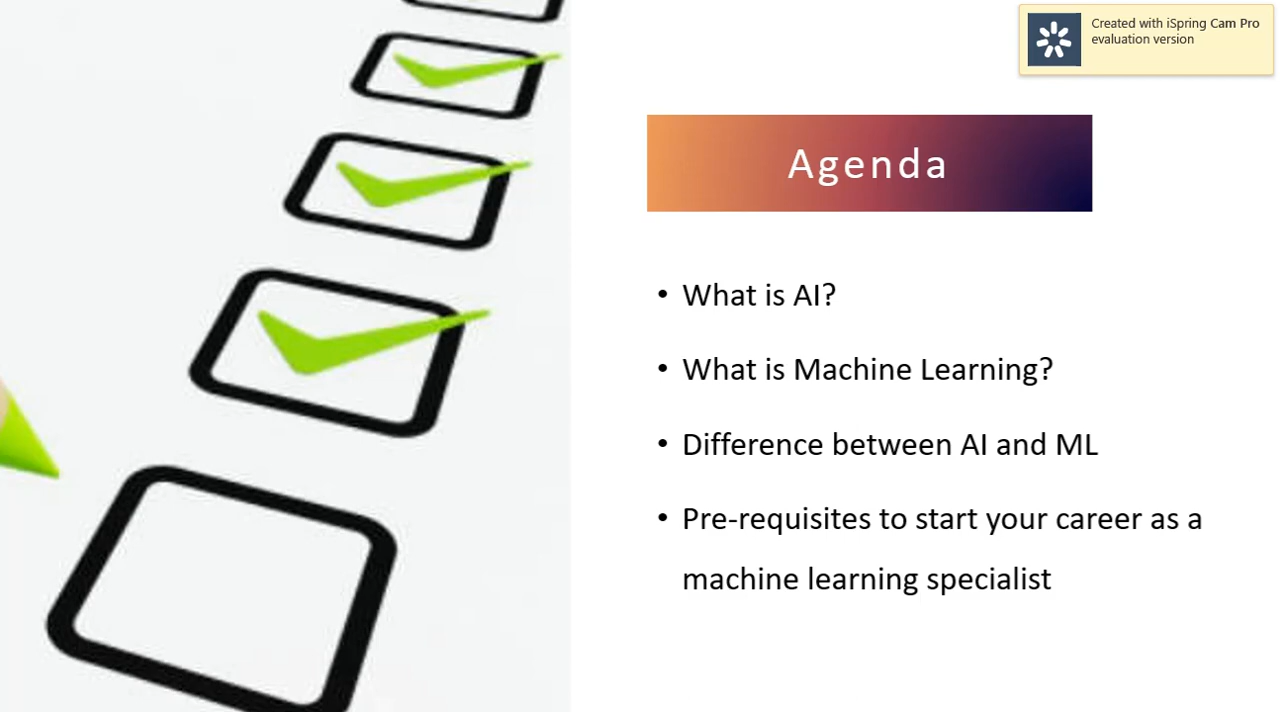 Created with iSpring Cam Pro
evaluation version
Agenda
• What is AI?
• What is Machine Learning?
• Difference between AI and ML
• Pre-requisites to start your career as a
machine learning specialist